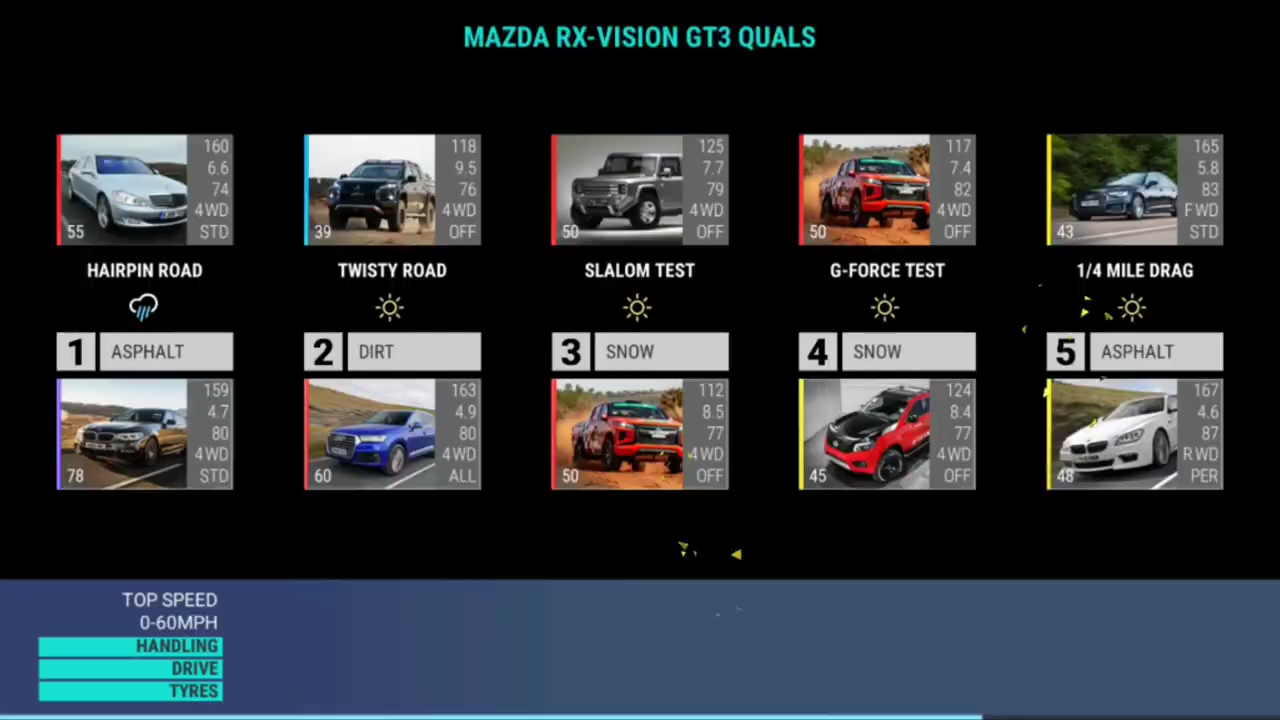 MAZDA RX-VISION GT3 QUALS
160
6.6
74
4WD
STD
55
118
9.5
76
4WD
OFF
39
125
7.7
79
4WD
OFF
50
117
7.4
82
4WD
OFF
50
165
5.8
83
FWD
STD
43
HAIRPIN ROAD
TWISTY ROAD
SLALOM TEST
G-FORCE TEST
1/4 MILE DRAG
1 ASPHALT
2 DIRT
3 SNOW
4 SNOW
5 ASPHALT
159
4.7
80
4WD
STD
78
163
4.9
80
4WD
ALL
60
112
8.5
77
4WD
OFF
50
124
8.4
77
4WD
OFF
45
167
4.6
87
RWD
PER
48
TOP SPEED
0-60MPH
HANDLING
DRIVE
TYRES